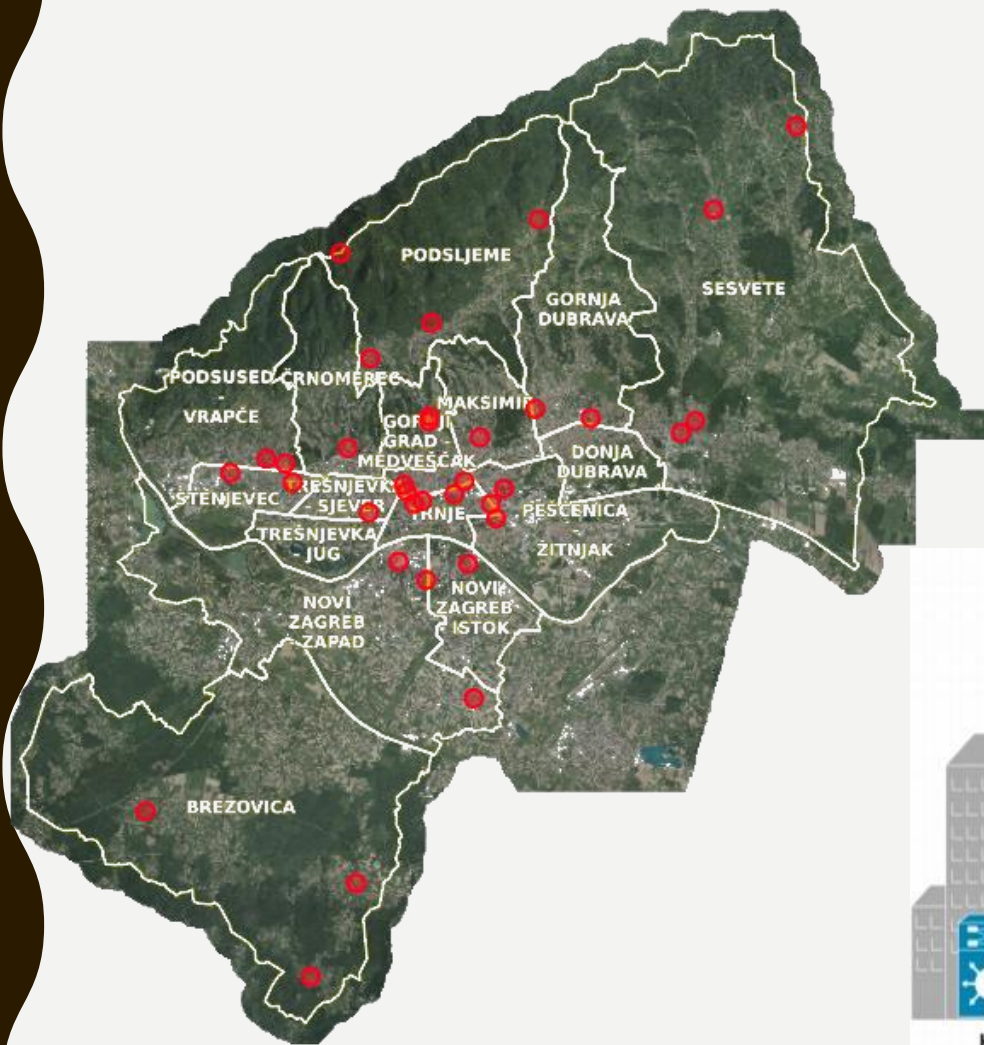 PODSLJEME
SESVETE
GORNJA
DUBRAVA
PODSUSED
ČRNOMEREC
VRAPČE
MAKSIMIR
GORNJI
GRAD -
MEDVEŠČAK
DONJA
DUBRAVA
STENJEVEC
TREŠNJEVKA
- SJEVER
TRNJE
PEŠČENICA
TREŠNJEVKA
JUG
ŽITNJAK
NOVI
ZAGREB
- ZAPAD
NOVI
ZAGREB -
ISTOK
BREZOVICA